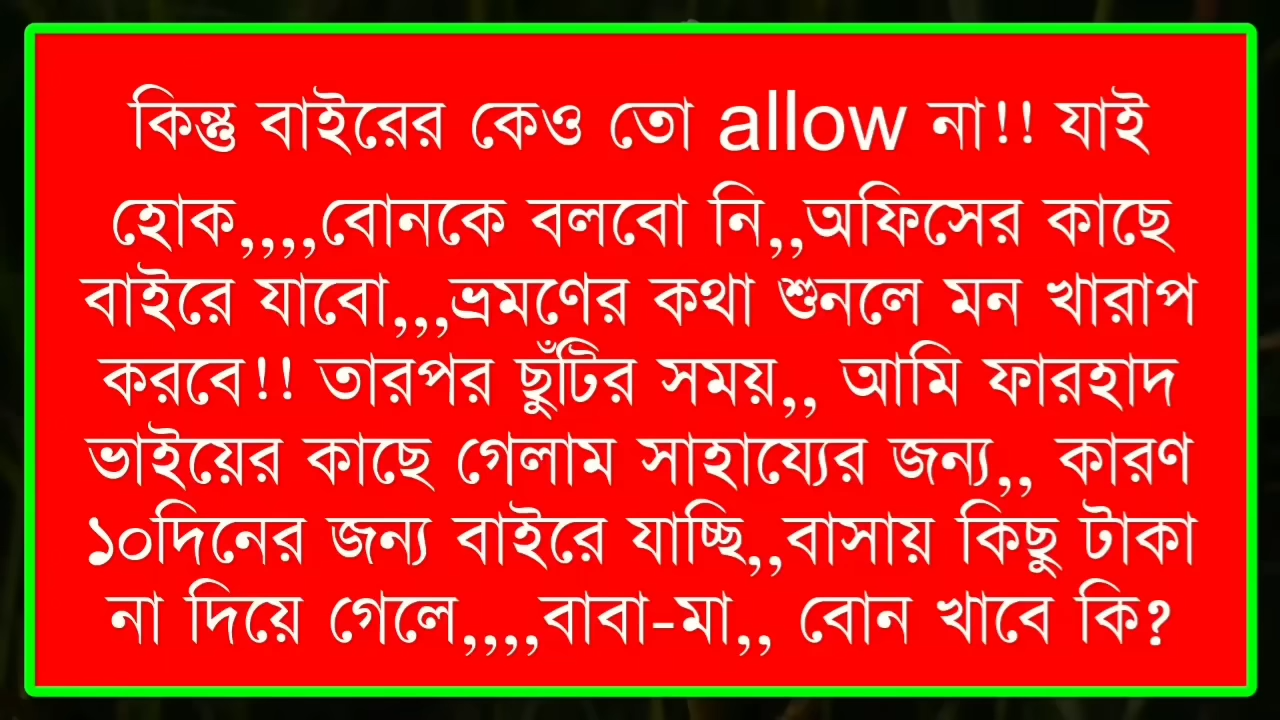 কিন্তু বাইরের কেও তো allow না!! যাই
হোক,,,,বোনকে বলবো নি,,অফিসের কাছে
বাইরে যাবো,,,ভ্রমণের কথা শুনলে মন খারাপ
করবে!! তারপর ছুঁটির সময়,, আমি ফারহাদ
ভাইয়ের কাছে গেলাম সাহায্যের জন্য,, কারণ
১০দিনের জন্য বাইরে যাচ্ছি,,বাসায় কিছু টাকা
না দিয়ে গেলে,,,,বাবা-মা,, বোন খাবে কি?